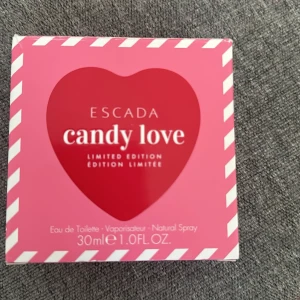 ESCADA
candy love
LIMITED EDITION
ÉDITION LIMITÉE
Eau de Toilette · Vaporisateur · Natural Spray
30ml e 1.0FL.OZ.